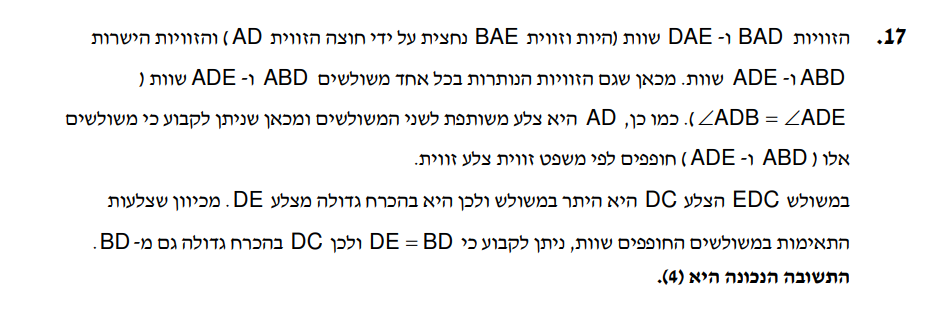 17. הזוויות BAD ו- DAE שוות (היות וזווית BAE נחצית על ידי חוצה הזווית AD) והזוויות הישרות
ABD ו- ADE שוות. מכאן שגם הזוויות הנותרות בכל אחד משולשים ABD ו- ADE שוות (
∠ADB = ∠ADE). כמו כן, AD היא צלע משותפת לשני המשולשים ומכאן שניתן לקבוע כי משולשים
אלו (ABD ו- ADE) חופפים לפי משפט זווית צלע זווית.
במשולש EDC הצלע DC היא היתר במשולש ולכן היא בהכרח גדולה מצלע DE. מכיוון שצלעות
התאימות במשולשים החופפים שוות, ניתן לקבוע כי DE = BD ולכן DC בהכרח גדולה גם מ- BD.
התשובה הנכונה היא (4).